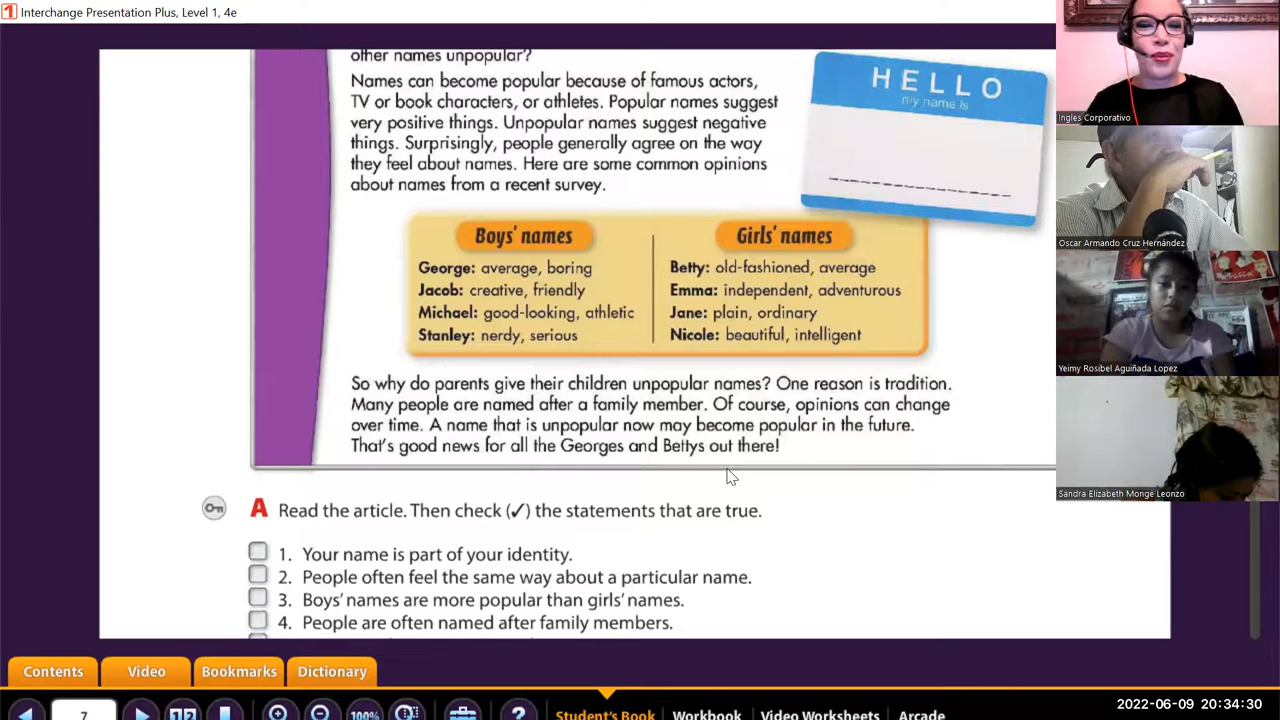 Interchange Presentation Plus, Level 1, 4e
other names unpopular?
Names can become popular because of famous actors,
TV or book characters, or athletes. Popular names suggest
very positive things. Unpopular names suggest negative
things. Surprisingly, people generally agree on the way
they feel about names. Here are some common opinions
about names from a recent survey.
HELLO
my name is
Boys' names
George: average, boring
Jacob: creative, friendly
Michael: good-looking, athletic
Stanley: nerdy, serious
Girls' names
Betty: old-fashioned, average
Emma: independent, adventurous
Jane: plain, ordinary
Nicole: beautiful, intelligent
So why do parents give their children unpopular names? One reason is tradition.
Many people are named after a family member. Of course, opinions can change
over time. A name that is unpopular now may become popular in the future.
That's good news for all the Georges and Bettys out there!
A Read the article. Then check (✓) the statements that are true.
1. Your name is part of your identity.
2. People often feel the same way about a particular name.
3. Boys' names are more popular than girls' names.
4. People are often named after family members.
Ingles Corporativo
Oscar Armando Cruz Hernández
Yeimy Rosibel Aguiñada Lopez
Sandra Elizabeth Monge Leonzo
Contents
Video
Bookmarks
Dictionary
7
1 2
100%
?
Student's Book
Workbook
Video Worksheets
Arcade
2022-06-09 20:34:30